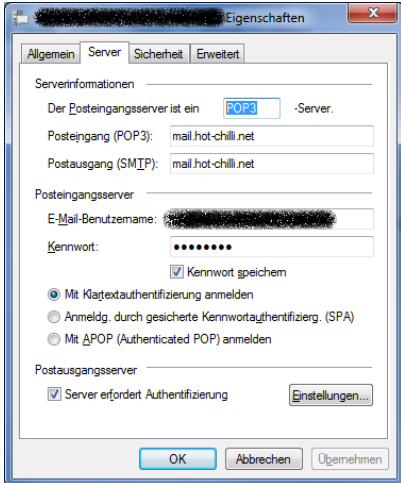 Eigenschaften
Allgemein Server Sicherheit Erweitert
Serverinformationen
Der Posteingangsserver ist ein POP3 -Server.
Posteingang (POP3): mail.hot-chilli.net
Postausgang (SMTP): mail.hot-chilli.net
Posteingangsserver
E-Mail-Benutzername:
Kennwort: ●●●●●●●●
Kennwort speichern
Mit Klartextauthentifizierung anmelden
Anmeldg. durch gesicherte Kennwortauthentifizierg. (SPA)
Mit APOP (Authenticated POP) anmelden
Postausgangsserver
Server erfordert Authentifizierung Einstellungen...
OK Abbrechen Übernehmen